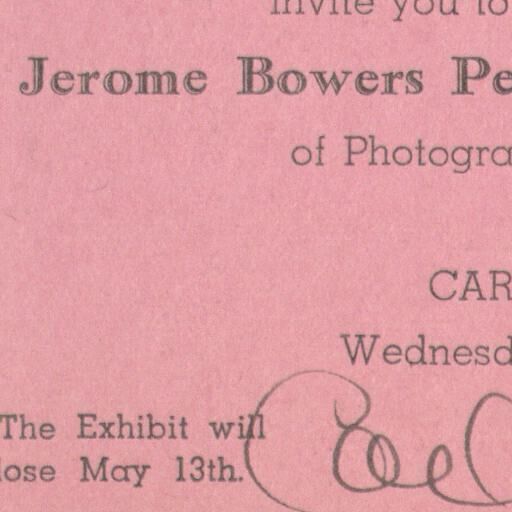 invite you to
Jerome Bowers Pe
of Photogra
CAR
Wednesd
The Exhibit will
lose May 13th.